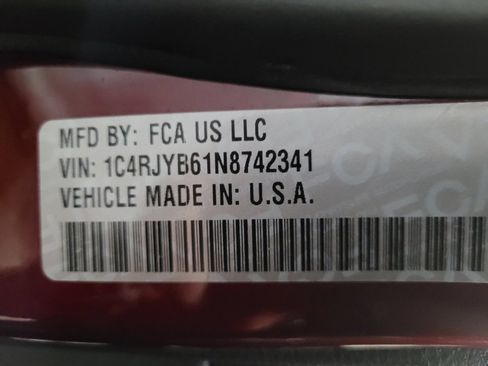 MFD BY: FCA US LLC
VIN: 1C4RJYB61N8742341
VEHICLE MADE IN: U.S.A.